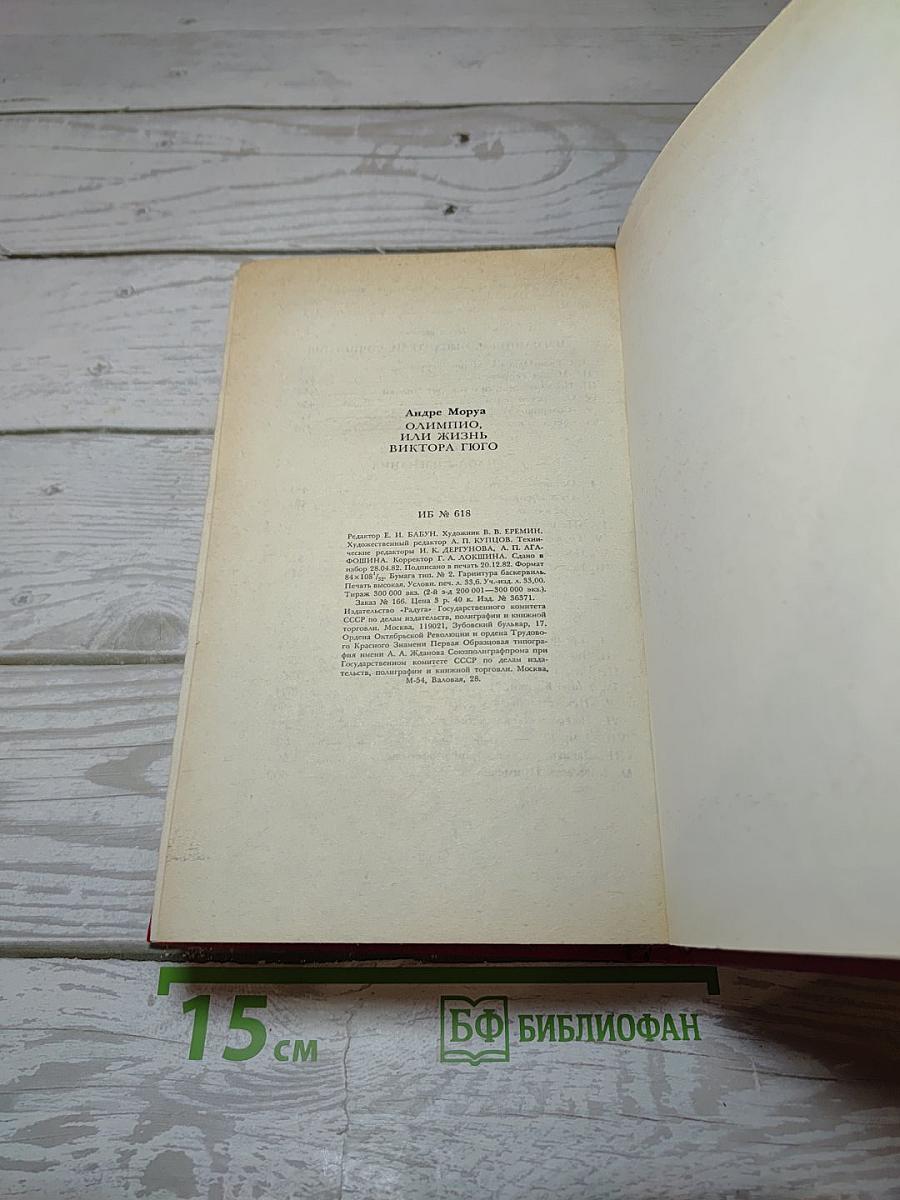 Андре Моруа
ОЛИМПИО,
ИЛИ ЖИЗНЬ
ВИКТОРА ГЮГО
ИБ № 618
Редактор Е. И. БАБУН. Художник В. В. ЕРЕМИН.
Художественный редактор А. П. КУПЦОВ. Техни-
ческие редакторы И. К. ДЕРГУНОВА, А. П. АГА-
ФОШИНА. Корректор Г. А. ЛОКШИНА. Сдано в
набор 28.04.82. Подписано в печать 20.12.82. Формат
84×108¹/₃₂. Бумага тип. № 2. Гарнитура баскервиль.
Печать высокая. Условн. печ. л. 33,6. Уч.-изд. л. 33,00.
Тираж 300 000 экз. (2-й з-д 200 001—300 000 экз.).
Заказ № 166. Цена 3 р. 40 к. Изд. № 36371.
Издательство «Радуга» Государственного комитета
СССР по делам издательств, полиграфии и книжной
торговли. Москва, 119021, Зубовский бульвар, 17.
Ордена Октябрьской Революции и ордена Трудово-
го Красного Знамени Первая Образцовая типогра-
фия имени А. А. Жданова Союзполиграфпрома при
Государственном комитете СССР по делам изда-
тельств, полиграфии и книжной торговли. Москва,
М-54, Валовая, 28.
15 см
БФ БИБЛИОФАН